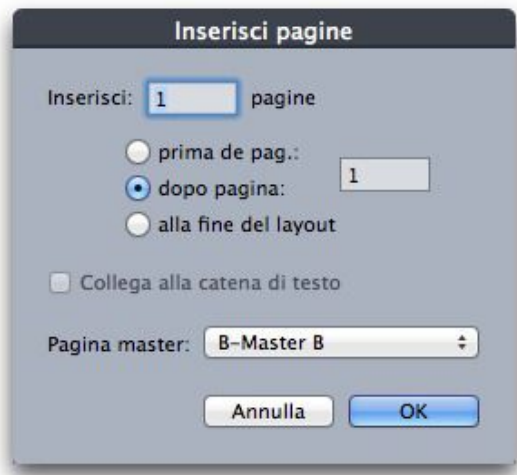 Inserisci pagine
Inserisci: 1 pagine
prima de pag.:
dopo pagina: 1
alla fine del layout
Collega alla catena di testo
Pagina master: B-Master B
Annulla OK